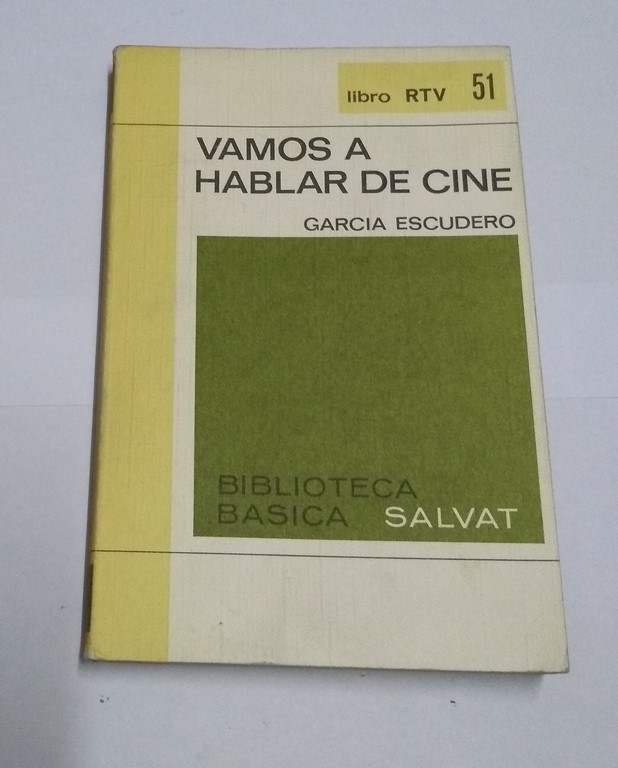 libro RTV 51
VAMOS A
HABLAR DE CINE
GARCIA ESCUDERO
BIBLIOTECA
BASICA SALVAT